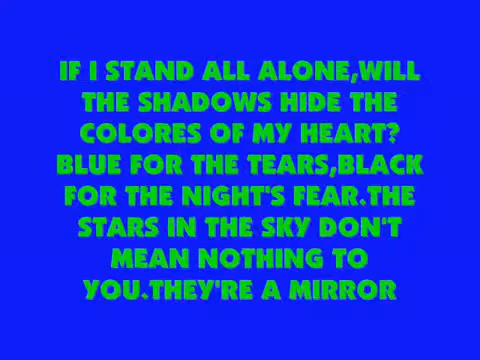 IF I STAND ALL ALONE,WILL
THE SHADOWS HIDE THE
COLORES OF MY HEART?
BLUE FOR THE TEARS,BLACK
FOR THE NIGHT'S FEAR.THE
STARS IN THE SKY DON'T
MEAN NOTHING TO
YOU.THEY'RE A MIRROR